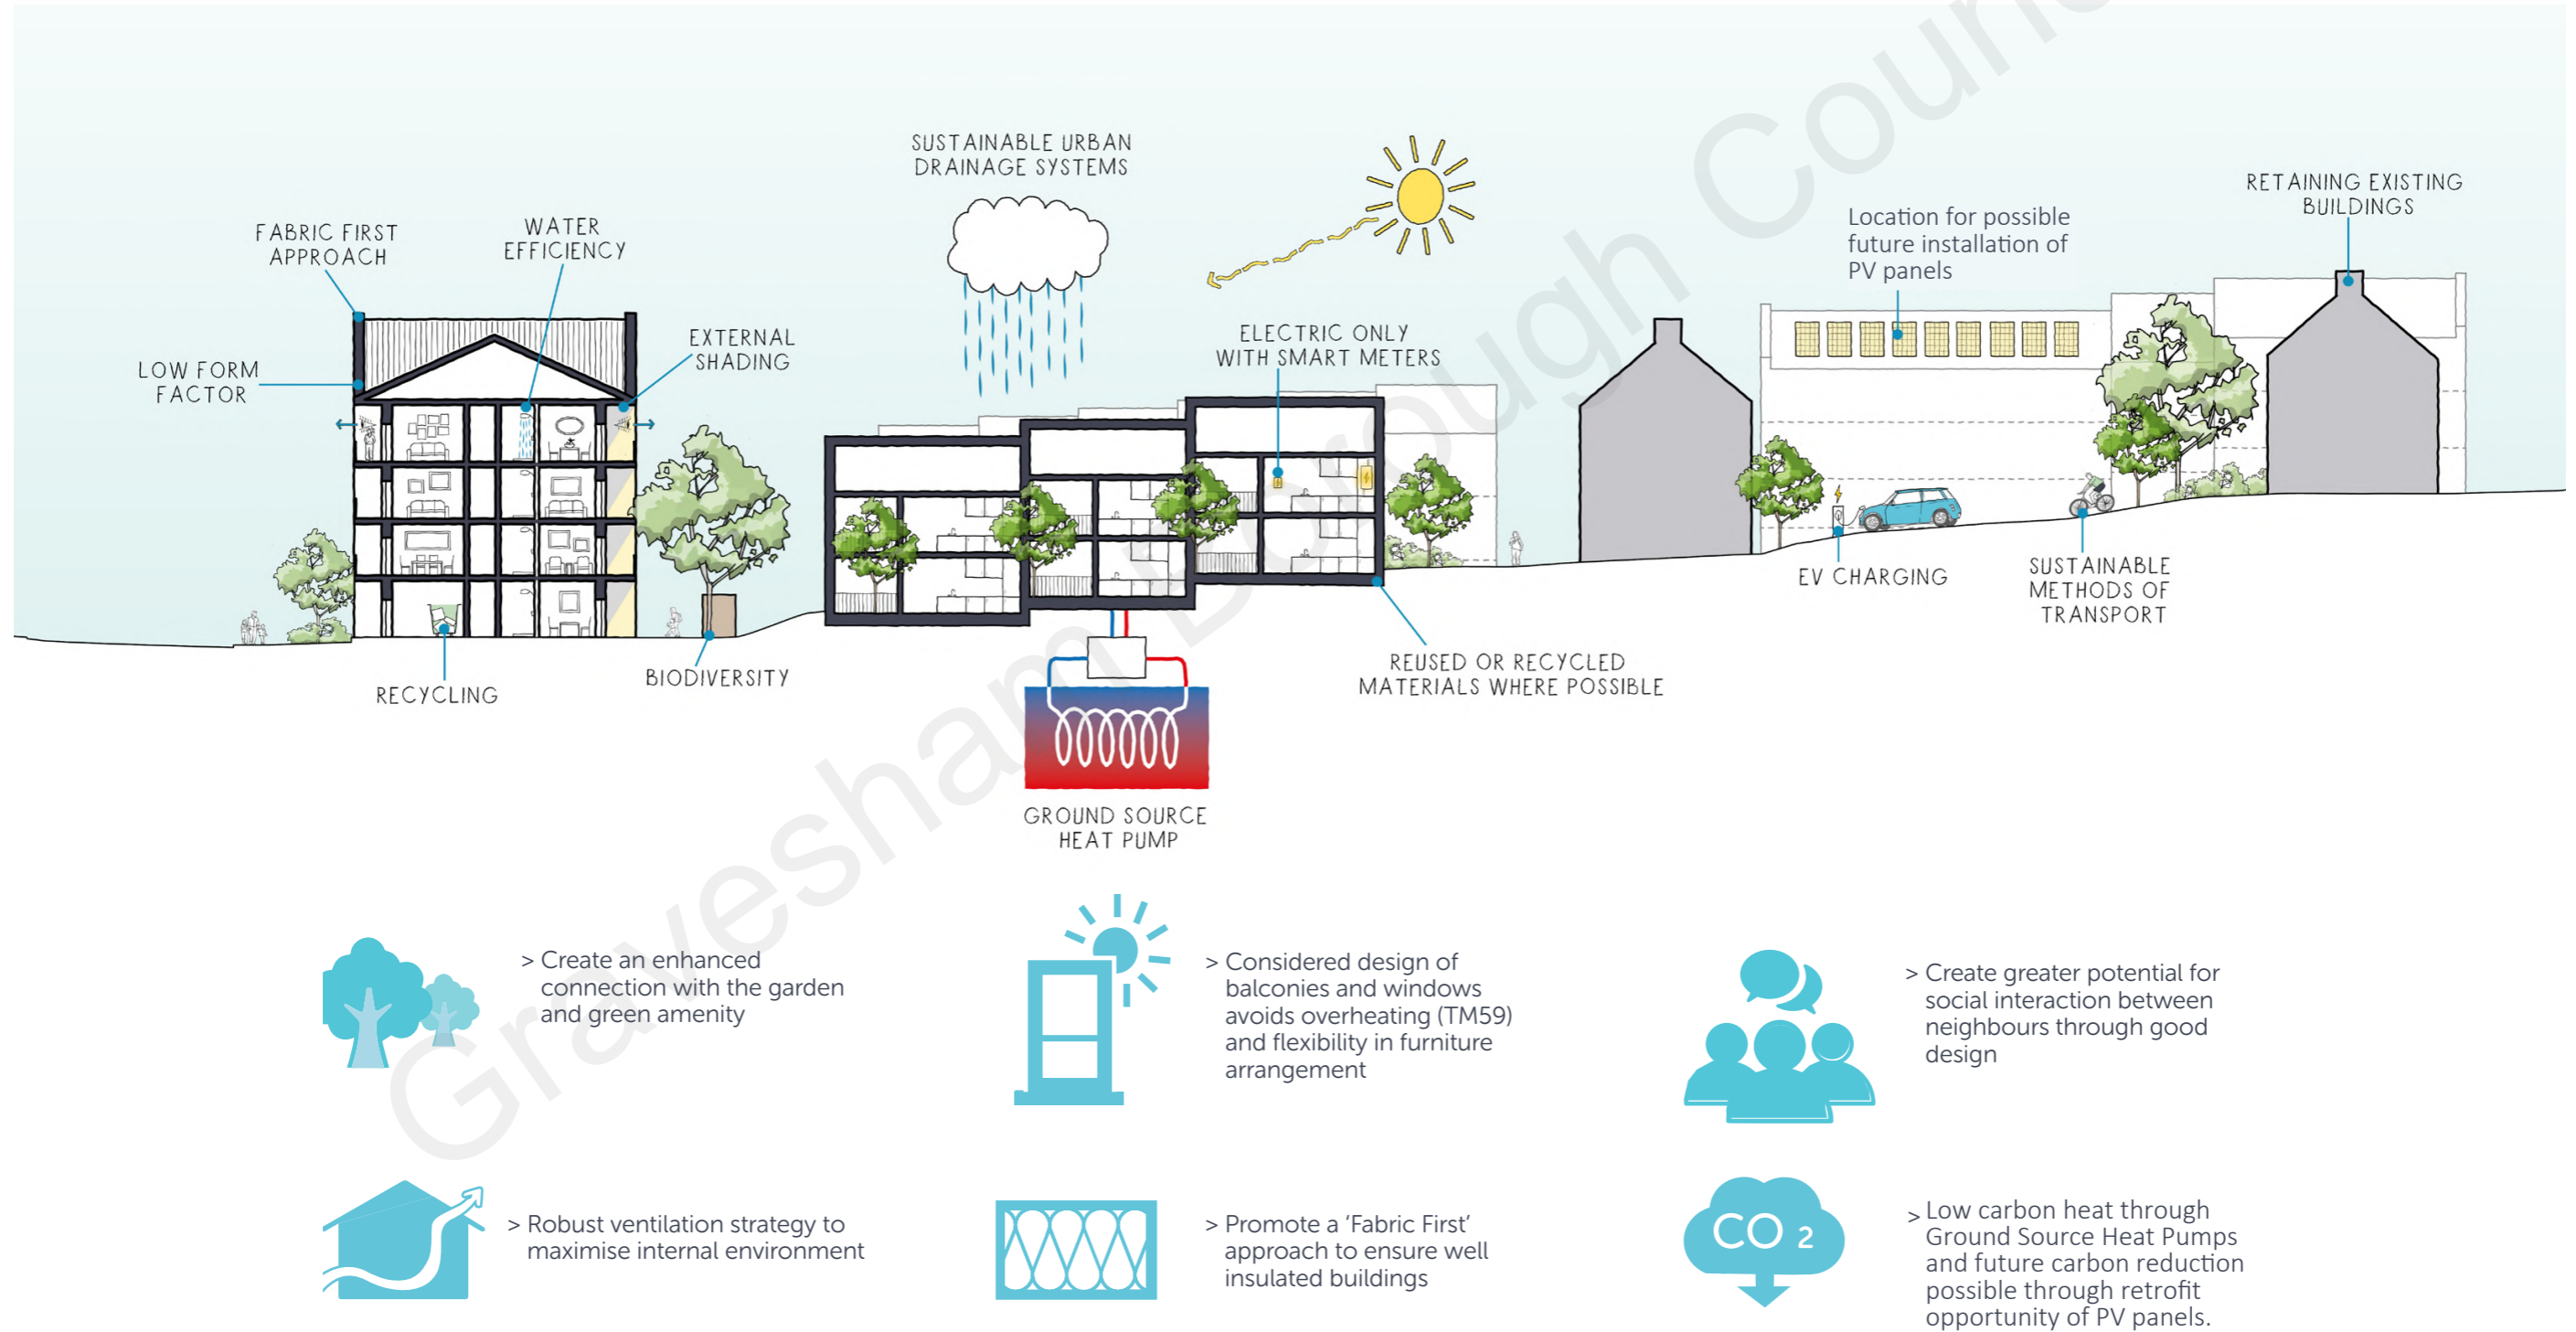 SUSTAINABLE URBAN
DRAINAGE SYSTEMS
RETAINING EXISTING
BUILDINGS
Location for possible
future installation of
PV panels
FABRIC FIRST
APPROACH
WATER
EFFICIENCY
EXTERNAL
SHADING
ELECTRIC ONLY
WITH SMART METERS
LOW FORM
FACTOR
EV CHARGING
SUSTAINABLE
METHODS OF
TRANSPORT
RECYCLING
BIODIVERSITY
REUSED OR RECYCLED
MATERIALS WHERE POSSIBLE
GROUND SOURCE
HEAT PUMP
> Create an enhanced
connection with the garden
and green amenity
> Considered design of
balconies and windows
avoids overheating (TM59)
and flexibility in furniture
arrangement
> Create greater potential for
social interaction between
neighbours through good
design
> Robust ventilation strategy to
maximise internal environment
> Promote a ‘Fabric First’
approach to ensure well
insulated buildings
CO 2
> Low carbon heat through
Ground Source Heat Pumps
and future carbon reduction
possible through retrofit
opportunity of PV panels.
Gravesham Borough